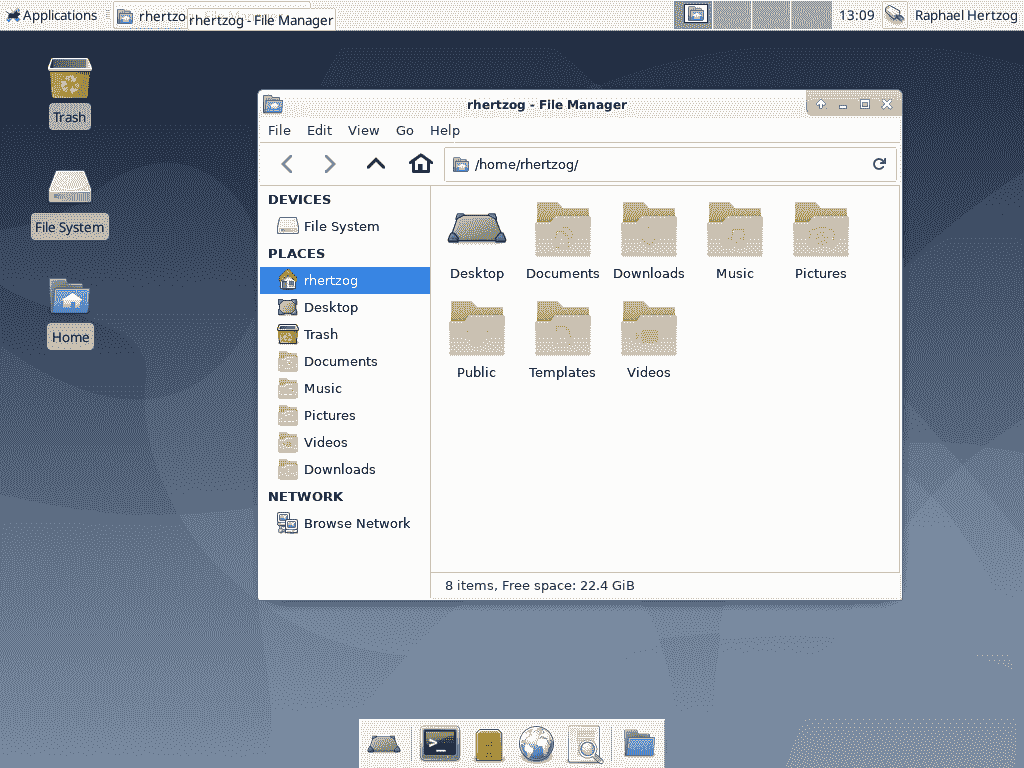 Applications
rhertzo
rhertzog - File Manager
13:09
Raphael Hertzog
Trash
File System
Home
rhertzog - File Manager
File Edit View Go Help
/home/rhertzog/
DEVICES
File System
PLACES
rhertzog
Desktop
Trash
Documents
Music
Pictures
Videos
Downloads
NETWORK
Browse Network
Desktop Documents Downloads Music Pictures
Public Templates Videos
8 items, Free space: 22.4 GiB